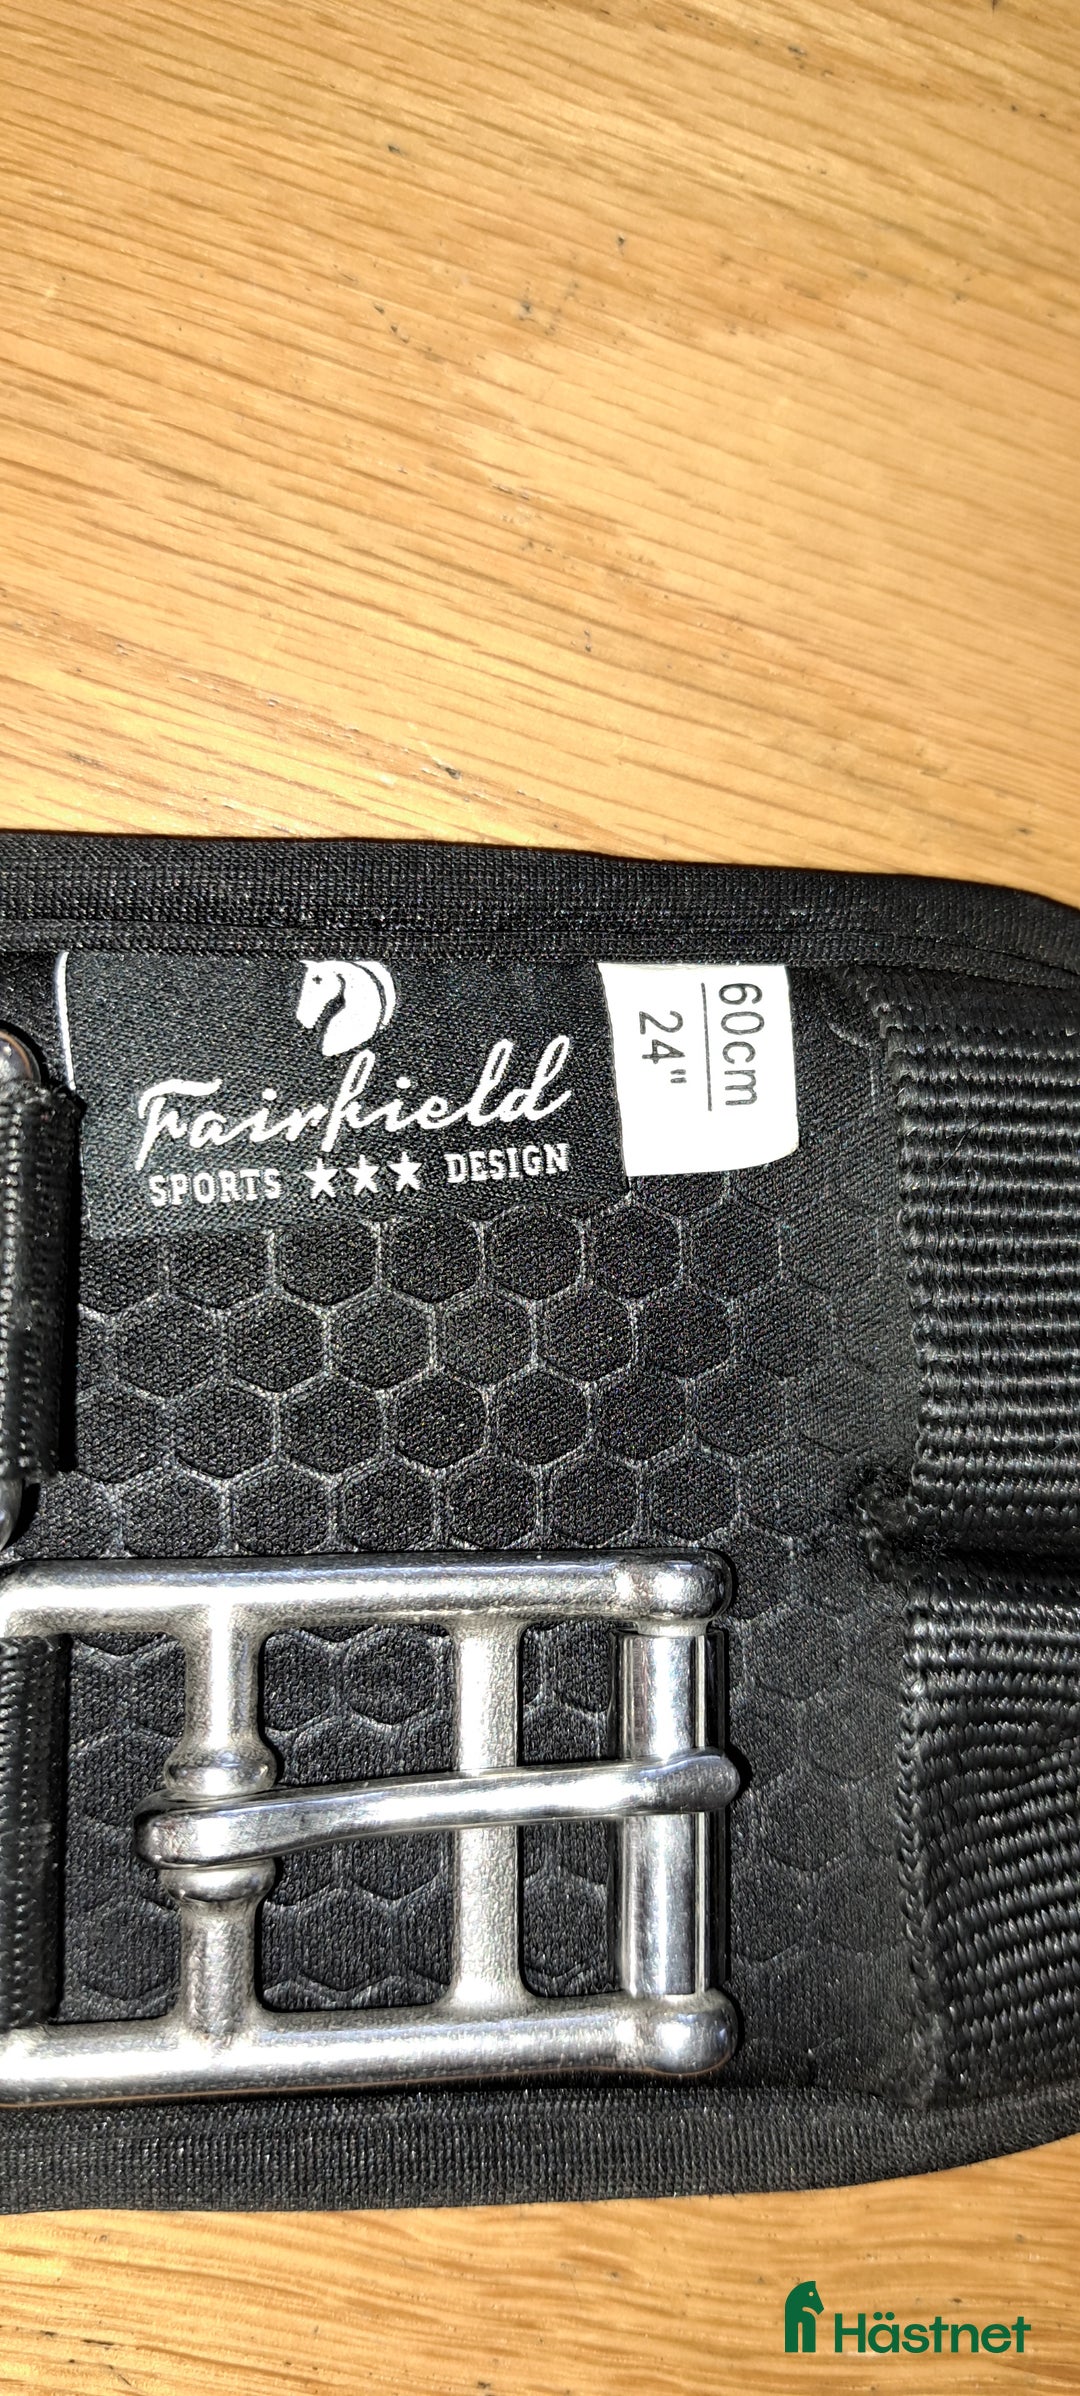 Fairfield
SPORTS ★★★ DESIGN
60cm
24"
Hästnet